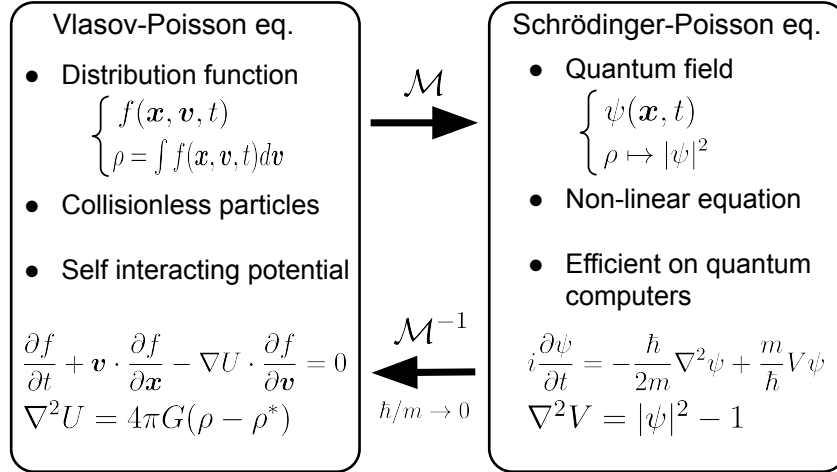 Vlasov-Poisson eq.
● Distribution function
{ f(𝒙, 𝒗, t)
ρ = ∫ f(𝒙, 𝒗, t)d𝒗
● Collisionless particles
● Self interacting potential
∂f/∂t + 𝒗 · ∂f/∂𝒙 − ∇U · ∂f/∂𝒗 = 0
∇²U = 4πG(ρ − ρ*)
ℳ
ℳ⁻¹
ℏ/m → 0
Schrödinger-Poisson eq.
● Quantum field
{ ψ(𝒙, t)
ρ ↦ |ψ|²
● Non-linear equation
● Efficient on quantum
computers
i ∂ψ/∂t = −ℏ/2m ∇²ψ + m/ℏ Vψ
∇²V = |ψ|² − 1